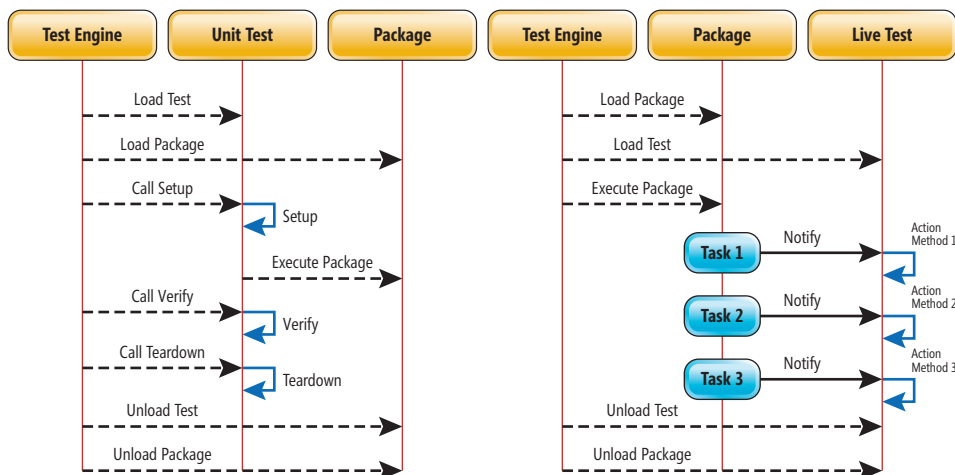 Test Engine
Unit Test
Package
Load Test
Load Package
Call Setup
Setup
Execute Package
Call Verify
Verify
Call Teardown
Teardown
Unload Test
Unload Package
Test Engine
Package
Live Test
Load Package
Load Test
Execute Package
Task 1
Notify
Action
Method 1
Task 2
Notify
Action
Method 2
Task 3
Notify
Action
Method 3
Unload Test
Unload Package